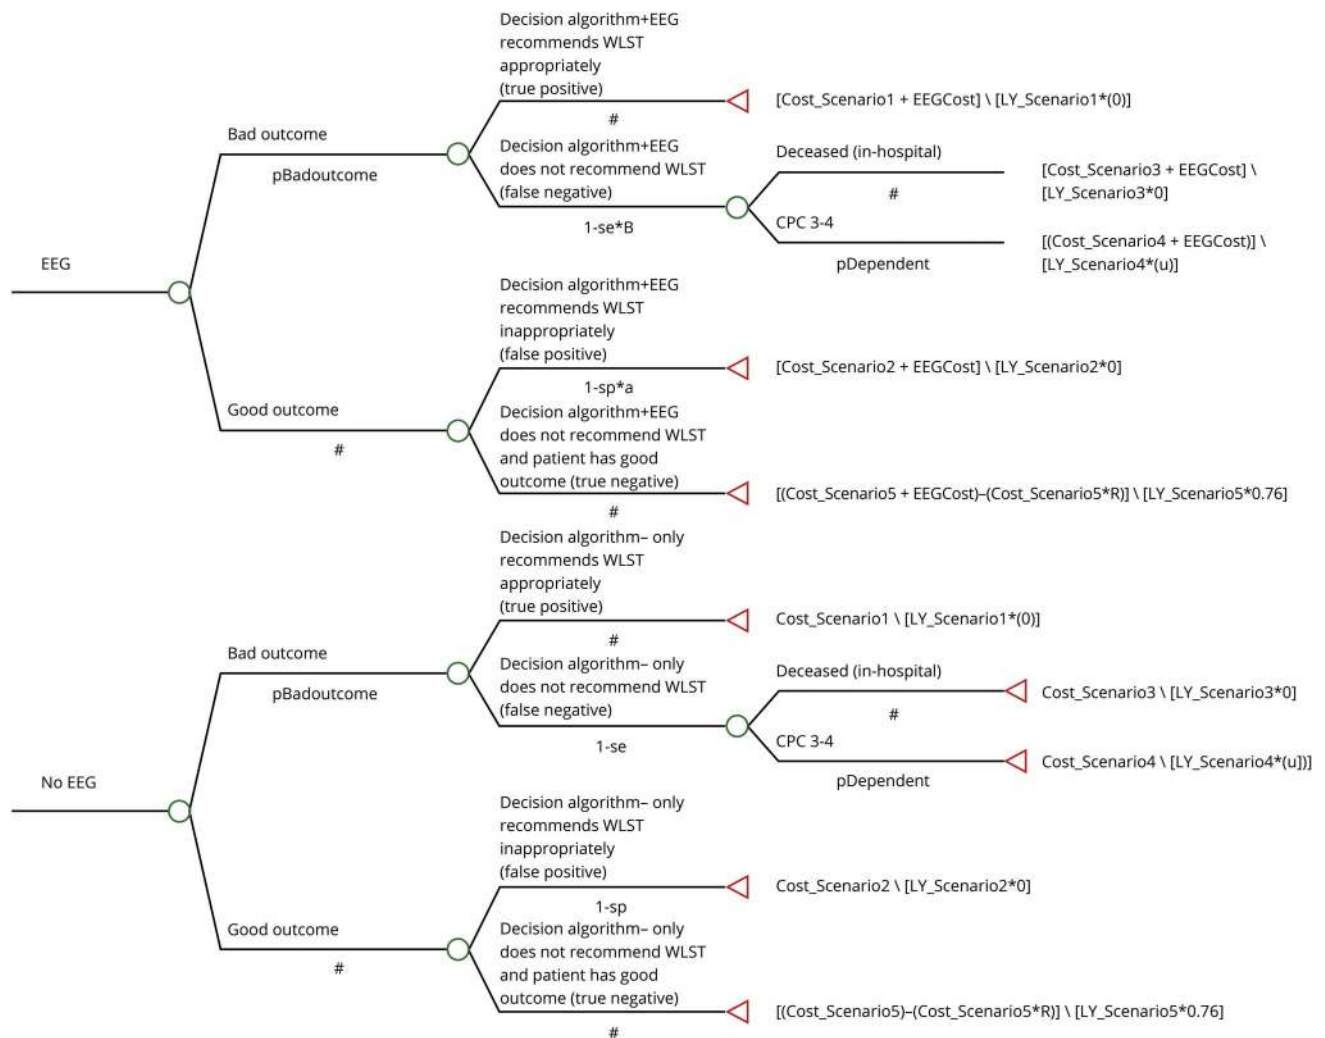 Decision algorithm+EEG
recommends WLST
appropriately
(true positive)
[Cost_Scenario1 + EEGCost] \ [LY_Scenario1*(0)]
#
Bad outcome
pBadoutcome
Decision algorithm+EEG
does not recommend WLST
(false negative)
1-se*B
Deceased (in-hospital)
#
[Cost_Scenario3 + EEGCost] \
[LY_Scenario3*0]
CPC 3-4
pDependent
[(Cost_Scenario4 + EEGCost)] \
[LY_Scenario4*(u)]
EEG
Decision algorithm+EEG
recommends WLST
inappropriately
(false positive)
[Cost_Scenario2 + EEGCost] \ [LY_Scenario2*0]
1-sp*a
Good outcome
#
Decision algorithm+EEG
does not recommend WLST
and patient has good
outcome (true negative)
[(Cost_Scenario5 + EEGCost)–(Cost_Scenario5*R)] \ [LY_Scenario5*0.76]
#
Decision algorithm– only
recommends WLST
appropriately
(true positive)
Cost_Scenario1 \ [LY_Scenario1*(0)]
#
Bad outcome
pBadoutcome
Decision algorithm– only
does not recommend WLST
(false negative)
1-se
Deceased (in-hospital)
#
Cost_Scenario3 \ [LY_Scenario3*0]
CPC 3-4
pDependent
Cost_Scenario4 \ [LY_Scenario4*(u])]
No EEG
Decision algorithm– only
recommends WLST
inappropriately
(false positive)
Cost_Scenario2 \ [LY_Scenario2*0]
1-sp
Good outcome
#
Decision algorithm– only
does not recommend WLST
and patient has good
outcome (true negative)
[(Cost_Scenario5)–(Cost_Scenario5*R)] \ [LY_Scenario5*0.76]
#